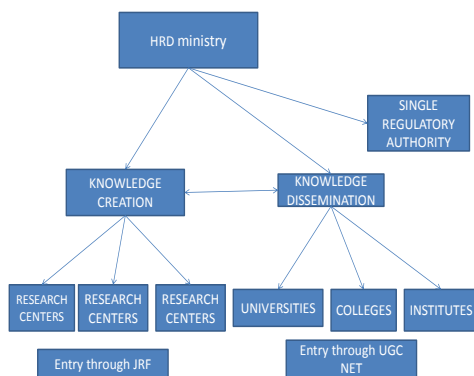 HRD ministry
SINGLE
REGULATORY
AUTHORITY
KNOWLEDGE
CREATION
KNOWLEDGE
DISSEMINATION
RESEARCH
CENTERS
RESEARCH
CENTERS
RESEARCH
CENTERS
UNIVERSITIES
COLLEGES
INSTITUTES
Entry through JRF
Entry through UGC
NET